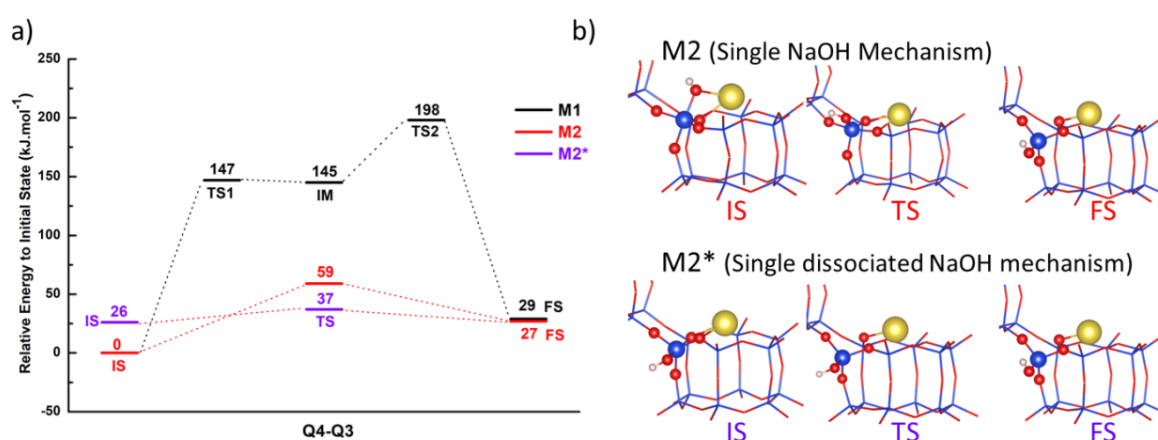 a)
Relative Energy to Initial State (kJ.mol⁻¹)
250
200
150
100
50
0
-50
147
TS1
145
IM
198
TS2
M1
M2
M2*
59
37
TS
IS 26
0
IS
29 FS
27 FS
Q4-Q3
b)
M2 (Single NaOH Mechanism)
IS TS FS
M2* (Single dissociated NaOH mechanism)
IS TS FS